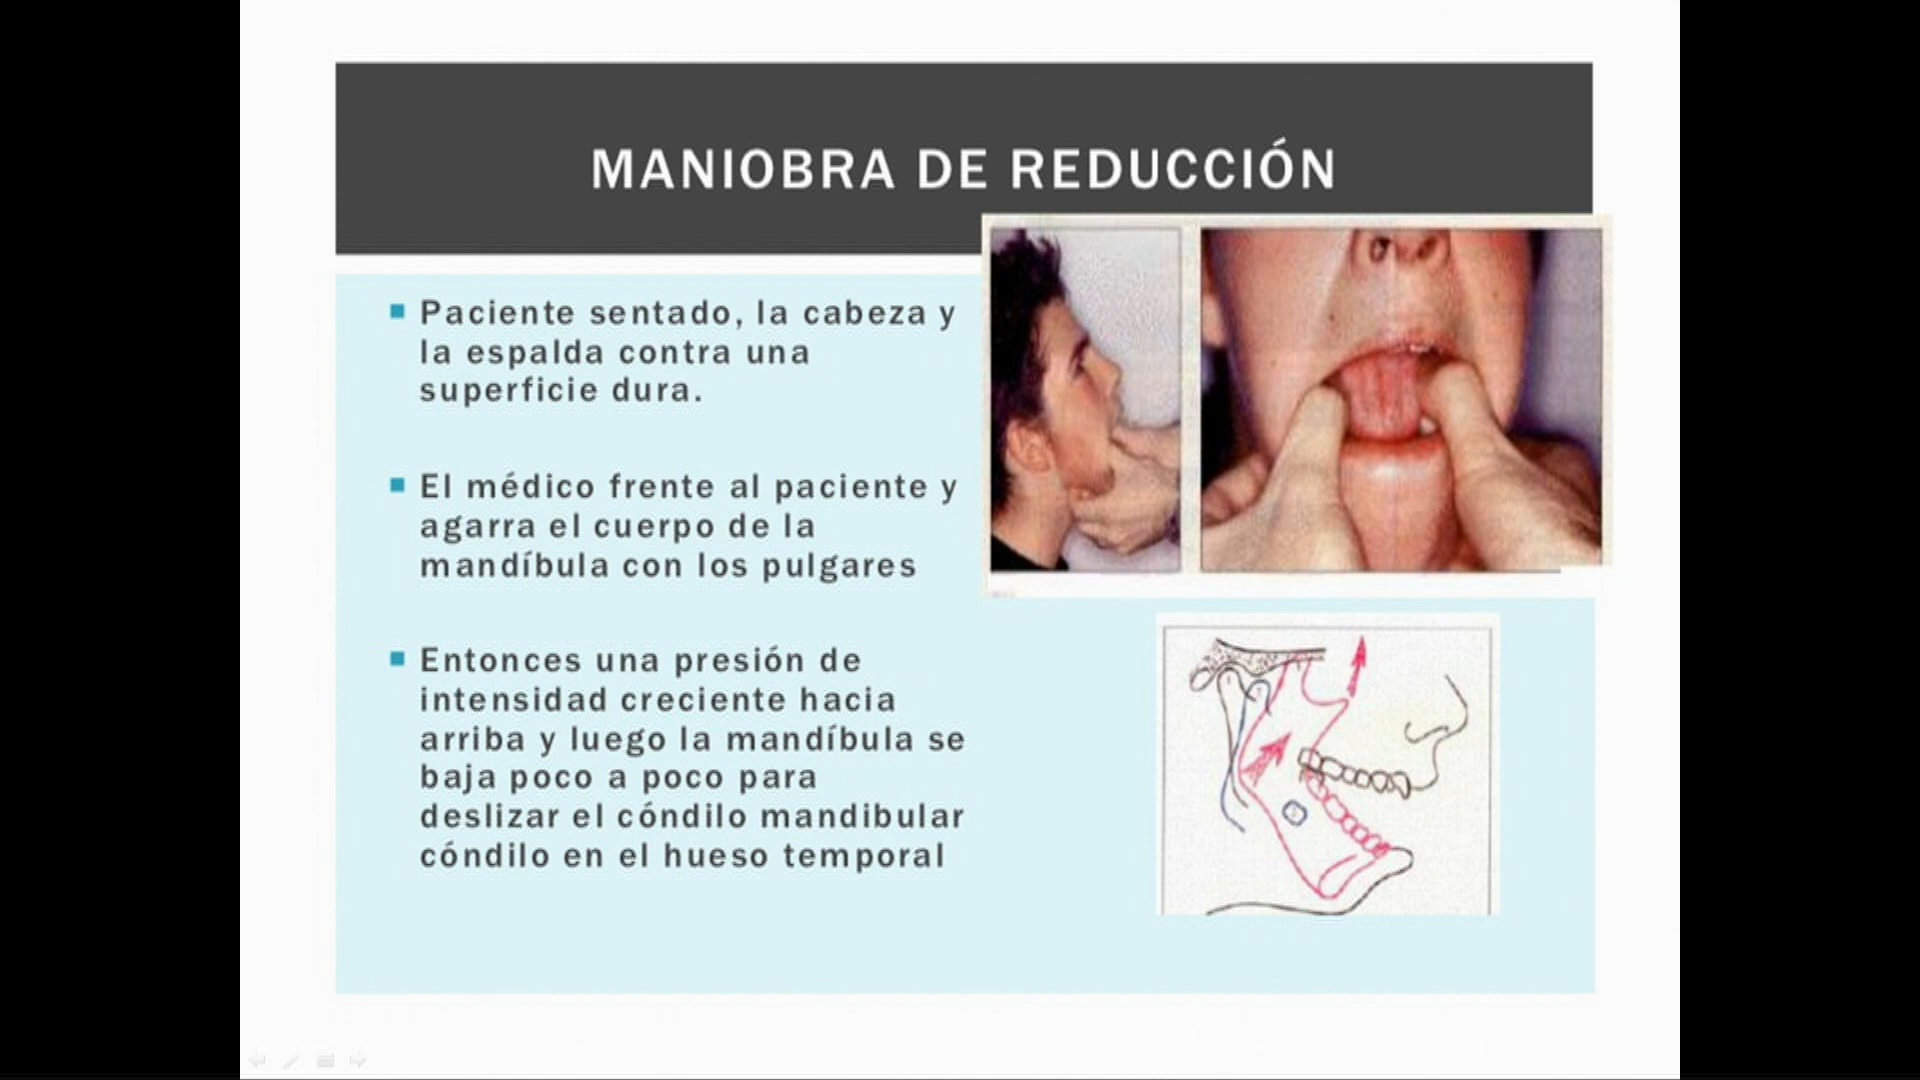 MANIOBRA DE REDUCCIÓN
Paciente sentado, la cabeza y
la espalda contra una
superficie dura.
El médico frente al paciente y
agarra el cuerpo de la
mandíbula con los pulgares
Entonces una presión de
intensidad creciente hacia
arriba y luego la mandíbula se
baja poco a poco para
deslizar el cóndilo mandibular
cóndilo en el hueso temporal